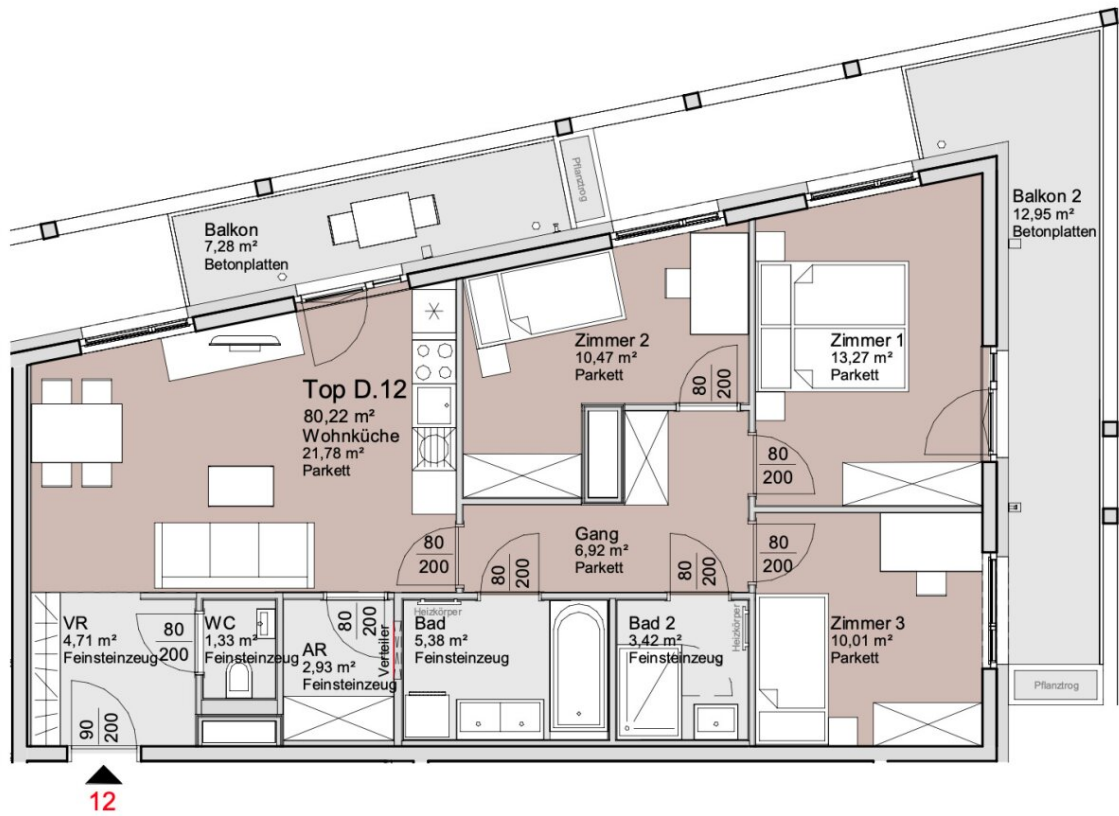 Pflanztrog
Balkon
7,28 m²
Betonplatten
Balkon 2
12,95 m²
Betonplatten
Zimmer 2
10,47 m²
Parkett
80
200
Zimmer 1
13,27 m²
Parkett
80
200
Top D.12
80,22 m²
Wohnküche
21,78 m²
Parkett
80
200
Gang
6,92 m²
Parkett
80
200
80
200
80
200
VR
4,71 m²
Feinsteinzeug
80
200
90
200
WC
1,33 m²
Feinsteinzeug
AR
2,93 m²
Feinsteinzeug
80
200
Verteiler
Heizkörper
Bad
5,38 m²
Feinsteinzeug
Bad 2
3,42 m²
Feinsteinzeug
Heizkörper
Zimmer 3
10,01 m²
Parkett
Pflanztrog
12